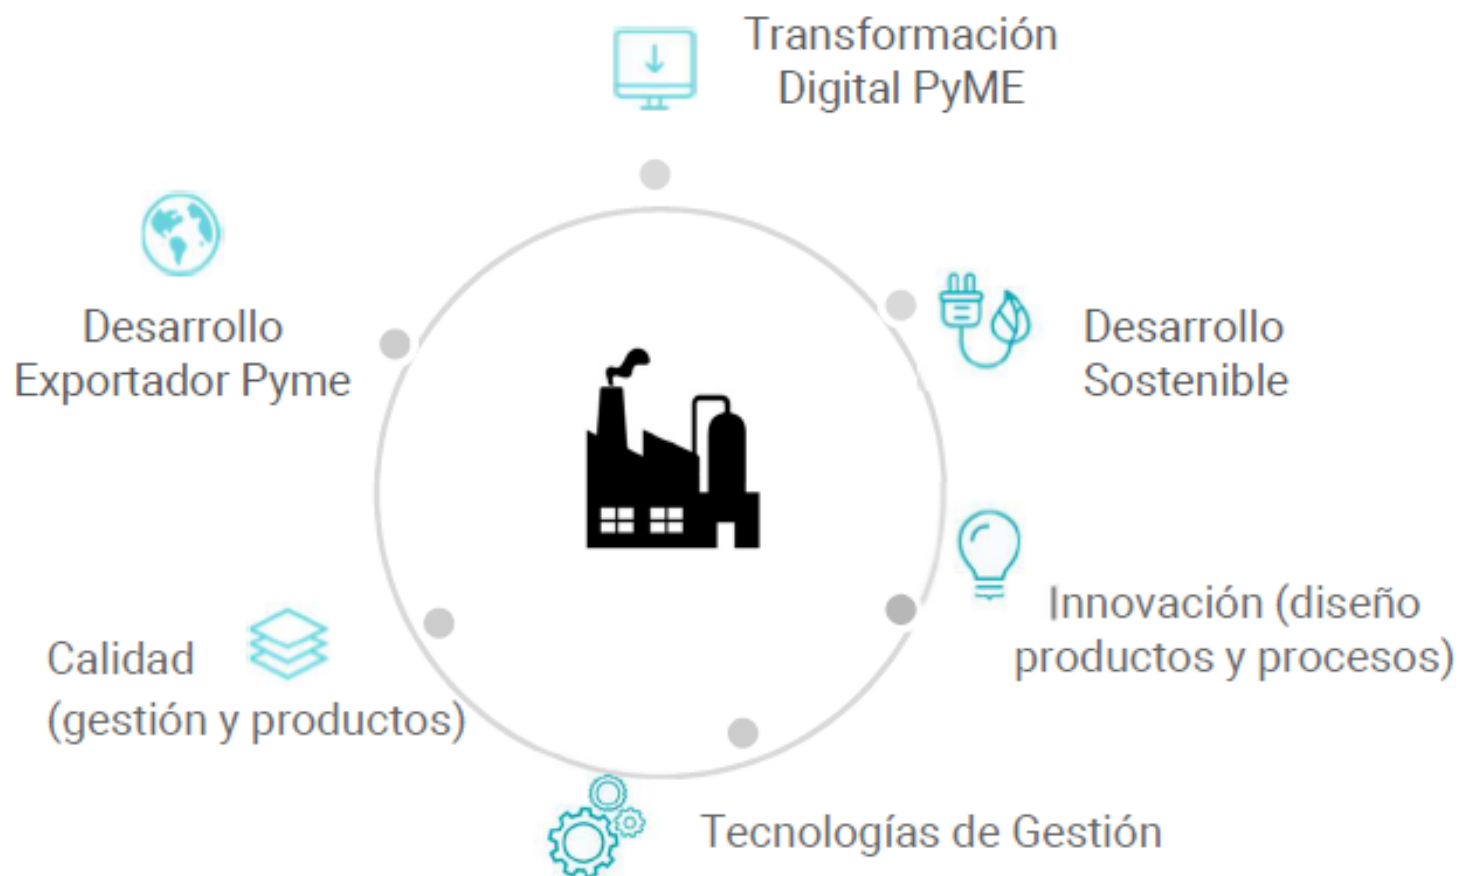 Transformación
Digital PyME
Desarrollo
Exportador Pyme
Desarrollo
Sostenible
Innovación (diseño
productos y procesos)
Calidad
(gestión y productos)
Tecnologías de Gestión